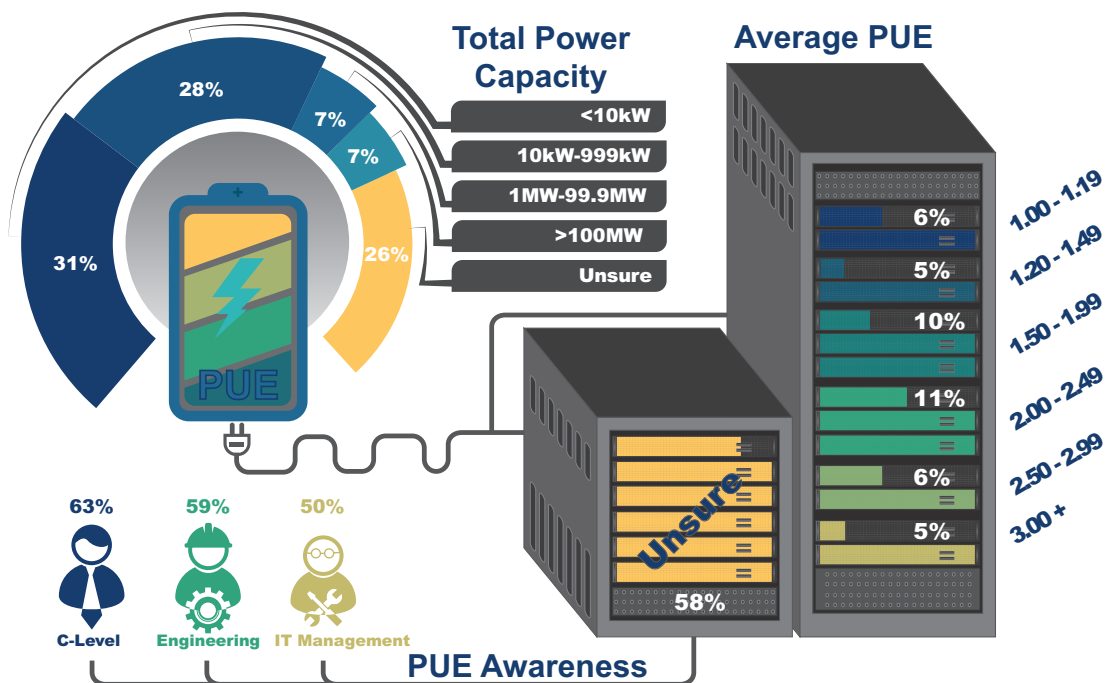 Total Power
Capacity
<10kW
10kW-999kW
1MW-99.9MW
>100MW
Unsure
31%
28%
7%
7%
26%
+
PUE
Average PUE
6%
1.00 - 1.19
5%
1.20 - 1.49
10%
1.50 - 1.99
11%
2.00 - 2.49
6%
2.50 - 2.99
5%
3.00 +
Unsure
58%
63%
59%
50%
C-Level
Engineering
IT Management
PUE Awareness